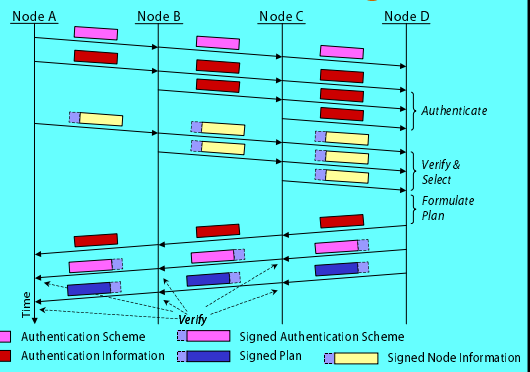 Node A Node B Node C Node D
Authenticate
Verify &
Select
Formulate
Plan
Time
Verify
Authentication Scheme Signed Authentication Scheme
Authentication Information Signed Plan Signed Node Information